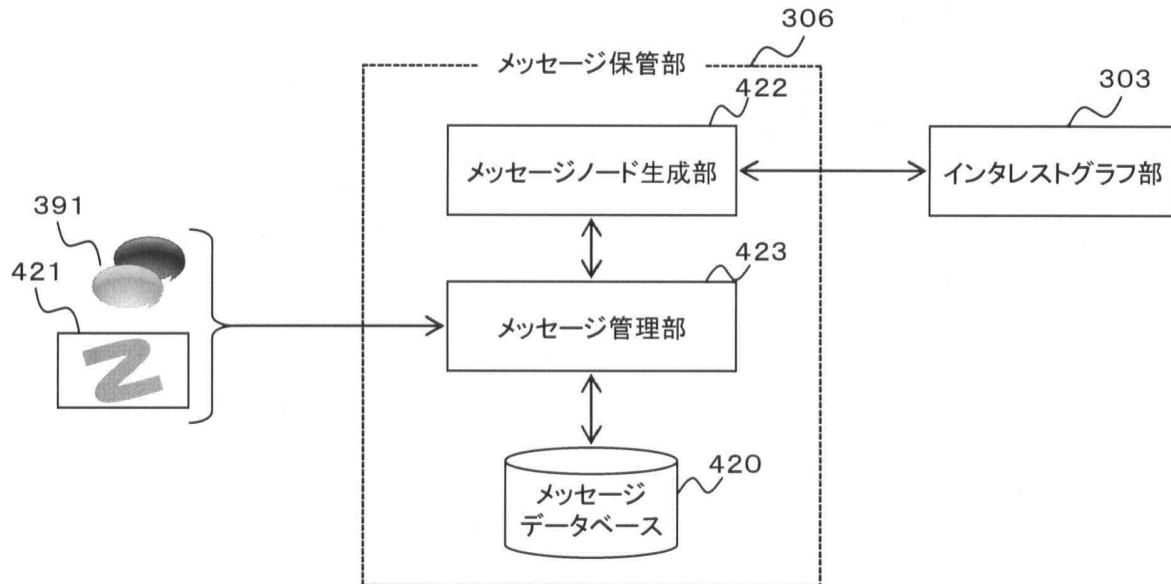 306
メッセージ保管部
422
303
メッセージノード生成部
インタレストグラフ部
391
421
423
メッセージ管理部
420
メッセージ
データベース